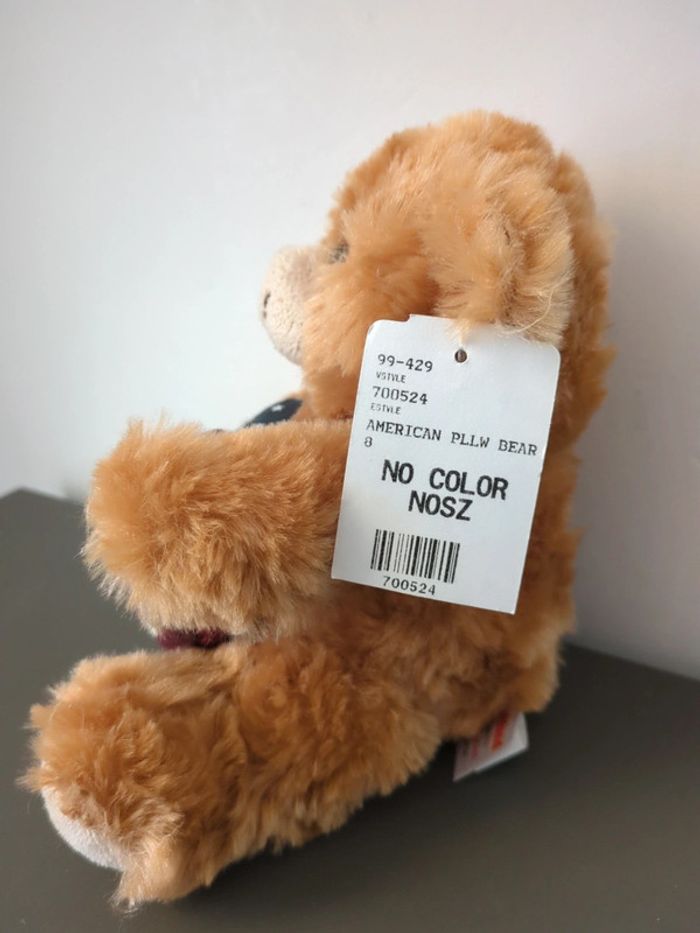 99-429
VSTYLE
700524
ESTYLE
AMERICAN PLLW BEAR
8
NO COLOR
NOSZ
700524